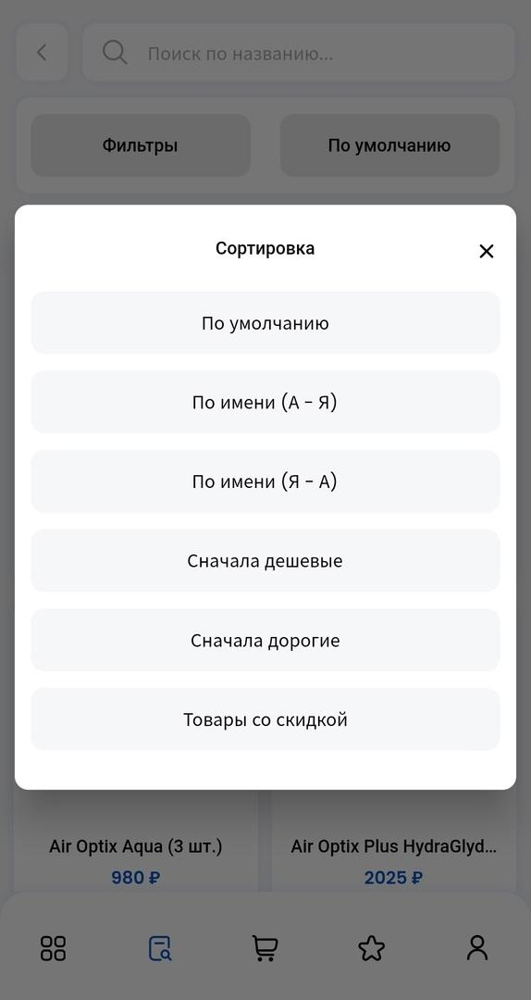 Поиск по названию...
Фильтры
По умолчанию
Сортировка
По умолчанию
По имени (А - Я)
По имени (Я - А)
Сначала дешевые
Сначала дорогие
Товары со скидкой
Air Optix Aqua (3 шт.)
Air Optix Plus HydraGlyd...
980 ₽
2025 ₽